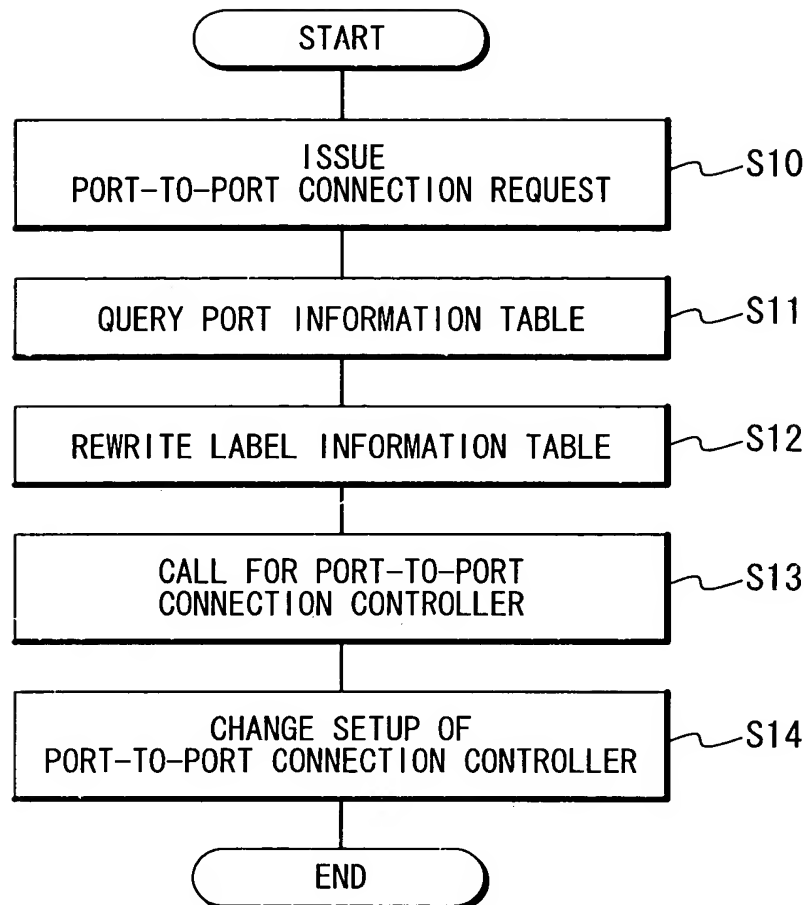 START
ISSUE
PORT-TO-PORT CONNECTION REQUEST
S10
QUERY PORT INFORMATION TABLE
S11
REWRITE LABEL INFORMATION TABLE
S12
CALL FOR PORT-TO-PORT
CONNECTION CONTROLLER
S13
CHANGE SETUP OF
PORT-TO-PORT CONNECTION CONTROLLER
S14
END